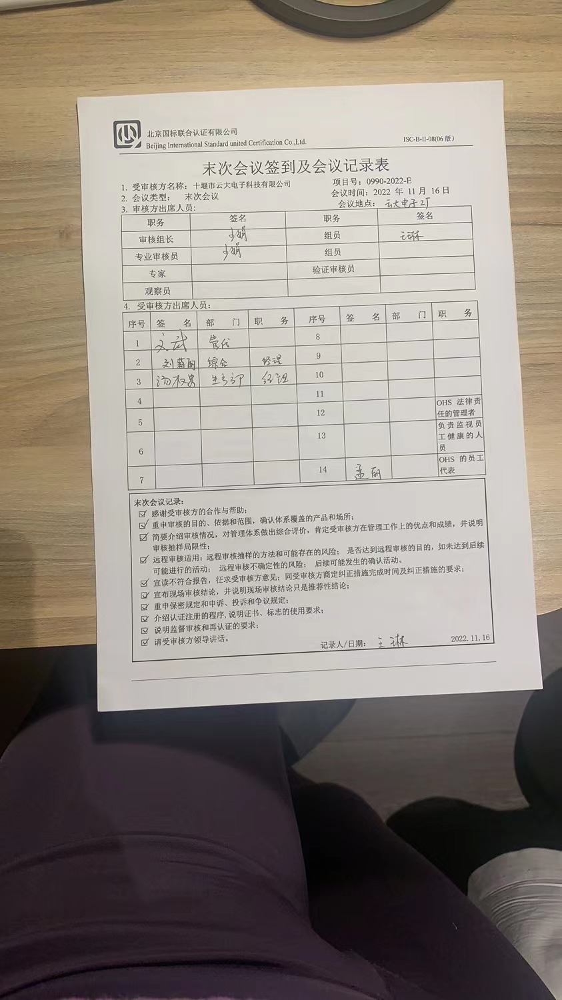 北京国标联合认证有限公司
Beijing International Standard united Certification Co.,Ltd.
ISC-B-II-08(06 版)
末次会议签到及会议记录表
1. 受审核方名称：十堰市云大电子科技有限公司 项目号：0990-2022-E
2. 会议类型： 末次会议 会议时间：2022 年 11 月 16 日
3. 审核方出席人员： 会议地点： 云大电子工厂
职务 签名 职务 签名
审核组长 组员 王琳
专业审核员 组员
专家 验证审核员
观察员
4. 受审核方出席人员：
序号 签 名 部 门 职 务 序号 签 名 部 门 职 务
1 文武 管代 8
2 综合 经理 9
3 生产部 经理 10
4 11
5 12 OHS 法律责任的管理者
6 13 负责监视员工健康的人员
7 14 孟丽 OHS 的员工代表
末次会议记录：
☑ 感谢受审核方的合作与帮助；
☑ 重申审核的目的、依据和范围，确认体系覆盖的产品和场所；
☑ 简要介绍审核情况，对管理体系做出综合评价，肯定受审核方在管理工作上的优点和成绩，并说明
审核抽样局限性；
☑ 远程审核适用：远程审核抽样的方法和可能存在的风险； 是否达到远程审核的目的，如未达到后续
可能进行的活动； 远程审核不确定性的风险； 后续可能发生的确认活动。
☑ 宣读不符合报告，征求受审核方意见；同受审核方商定纠正措施完成时间及纠正措施的要求；
☑ 宣布现场审核结论，并说明现场审核结论只是推荐性结论；
☑ 重申保密规定和申诉、投诉和争议规定；
☑ 介绍认证注册的程序，说明证书、标志的使用要求；
☑ 说明监督审核和再认证的要求；
☑ 请受审核方领导讲话。
记录人/日期： 王琳 2022.11.16